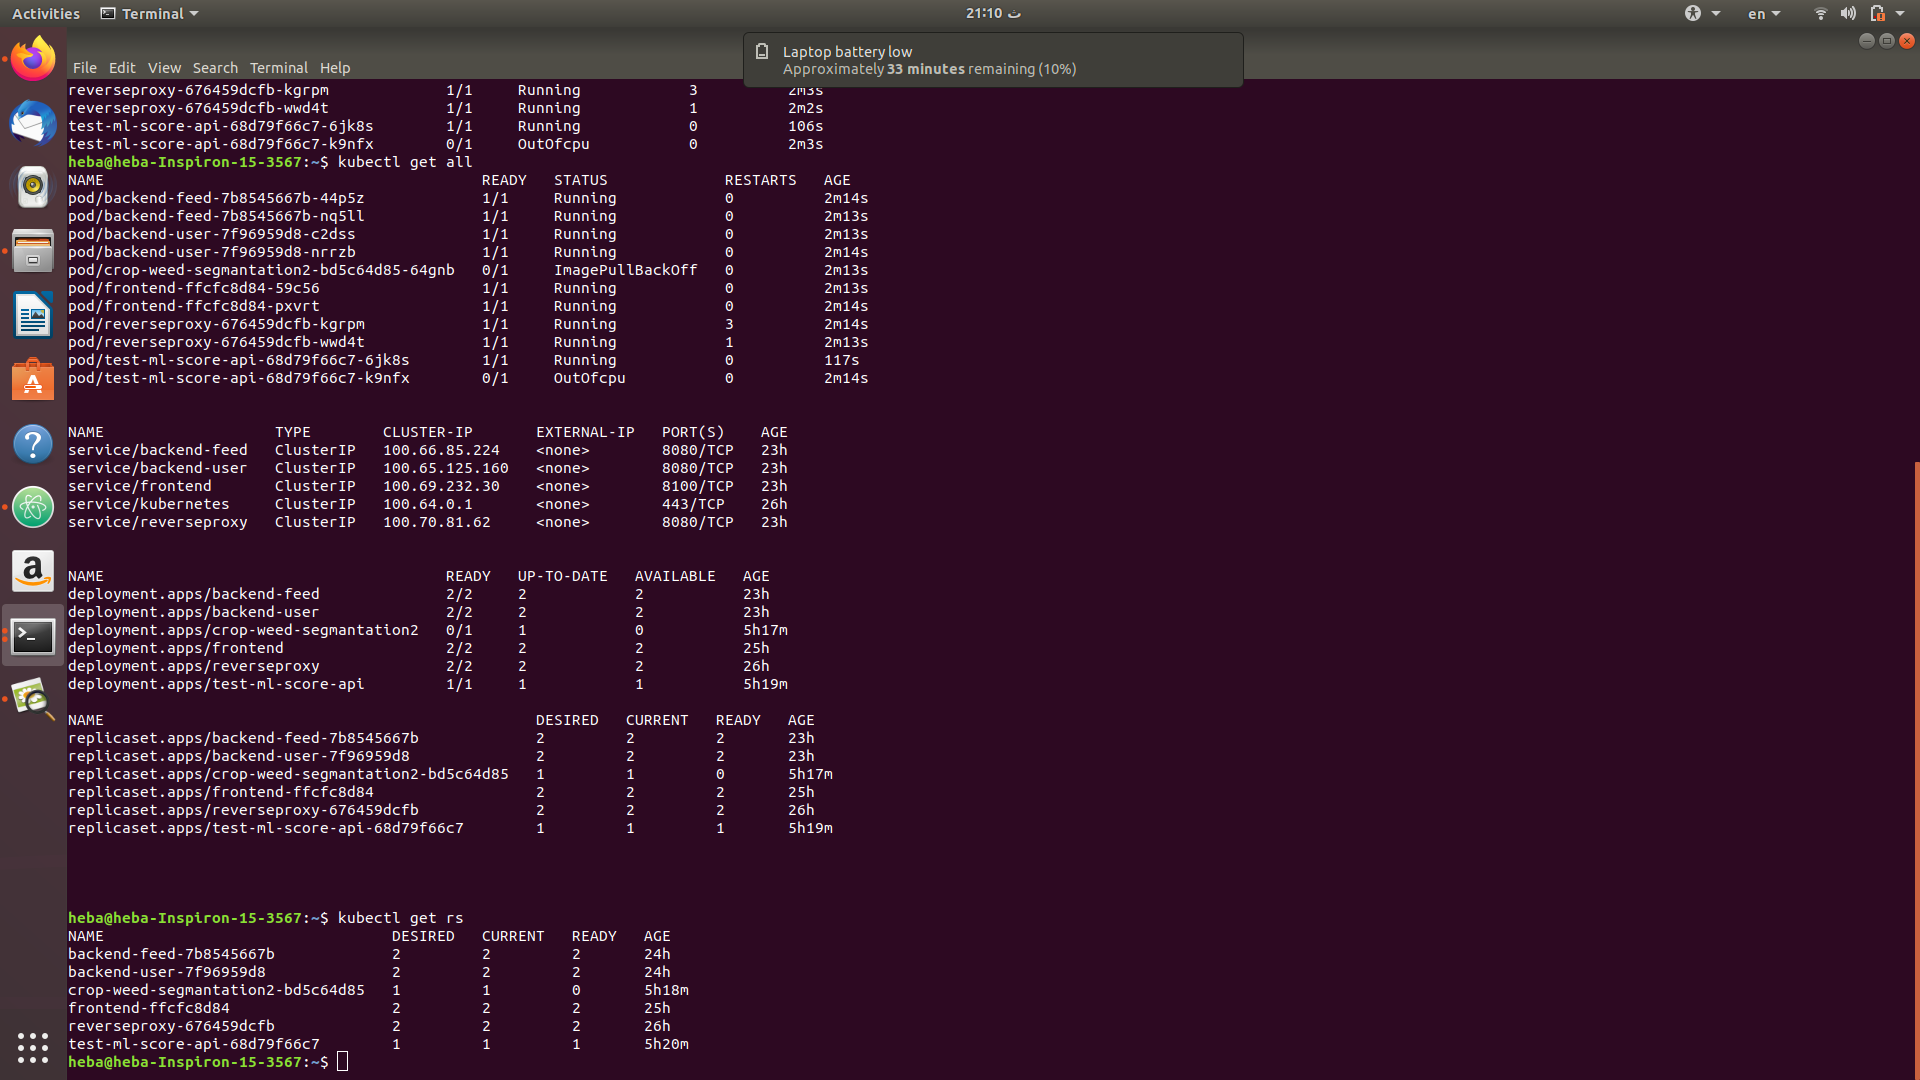 Activities Terminal 21:10 ث en
Laptop battery low
Approximately 33 minutes remaining (10%)
File Edit View Search Terminal Help
reverseproxy-676459dcfb-kgrpm 1/1 Running 3 2m3s
reverseproxy-676459dcfb-wwd4t 1/1 Running 1 2m2s
test-ml-score-api-68d79f66c7-6jk8s 1/1 Running 0 106s
test-ml-score-api-68d79f66c7-k9nfx 0/1 OutOfcpu 0 2m3s
heba@heba-Inspiron-15-3567:~$ kubectl get all
NAME READY STATUS RESTARTS AGE
pod/backend-feed-7b8545667b-44p5z 1/1 Running 0 2m14s
pod/backend-feed-7b8545667b-nq5ll 1/1 Running 0 2m13s
pod/backend-user-7f96959d8-c2dss 1/1 Running 0 2m13s
pod/backend-user-7f96959d8-nrrzb 1/1 Running 0 2m14s
pod/crop-weed-segmantation2-bd5c64d85-64gnb 0/1 ImagePullBackOff 0 2m13s
pod/frontend-ffcfc8d84-59c56 1/1 Running 0 2m13s
pod/frontend-ffcfc8d84-pxvrt 1/1 Running 0 2m14s
pod/reverseproxy-676459dcfb-kgrpm 1/1 Running 3 2m14s
pod/reverseproxy-676459dcfb-wwd4t 1/1 Running 1 2m13s
pod/test-ml-score-api-68d79f66c7-6jk8s 1/1 Running 0 117s
pod/test-ml-score-api-68d79f66c7-k9nfx 0/1 OutOfcpu 0 2m14s
NAME TYPE CLUSTER-IP EXTERNAL-IP PORT(S) AGE
service/backend-feed ClusterIP 100.66.85.224 <none> 8080/TCP 23h
service/backend-user ClusterIP 100.65.125.160 <none> 8080/TCP 23h
service/frontend ClusterIP 100.69.232.30 <none> 8100/TCP 23h
service/kubernetes ClusterIP 100.64.0.1 <none> 443/TCP 26h
service/reverseproxy ClusterIP 100.70.81.62 <none> 8080/TCP 23h
NAME READY UP-TO-DATE AVAILABLE AGE
deployment.apps/backend-feed 2/2 2 2 23h
deployment.apps/backend-user 2/2 2 2 23h
deployment.apps/crop-weed-segmantation2 0/1 1 0 5h17m
deployment.apps/frontend 2/2 2 2 25h
deployment.apps/reverseproxy 2/2 2 2 26h
deployment.apps/test-ml-score-api 1/1 1 1 5h19m
NAME DESIRED CURRENT READY AGE
replicaset.apps/backend-feed-7b8545667b 2 2 2 23h
replicaset.apps/backend-user-7f96959d8 2 2 2 23h
replicaset.apps/crop-weed-segmantation2-bd5c64d85 1 1 0 5h17m
replicaset.apps/frontend-ffcfc8d84 2 2 2 25h
replicaset.apps/reverseproxy-676459dcfb 2 2 2 26h
replicaset.apps/test-ml-score-api-68d79f66c7 1 1 1 5h19m
heba@heba-Inspiron-15-3567:~$ kubectl get rs
NAME DESIRED CURRENT READY AGE
backend-feed-7b8545667b 2 2 2 24h
backend-user-7f96959d8 2 2 2 24h
crop-weed-segmantation2-bd5c64d85 1 1 0 5h18m
frontend-ffcfc8d84 2 2 2 25h
reverseproxy-676459dcfb 2 2 2 26h
test-ml-score-api-68d79f66c7 1 1 1 5h20m
heba@heba-Inspiron-15-3567:~$